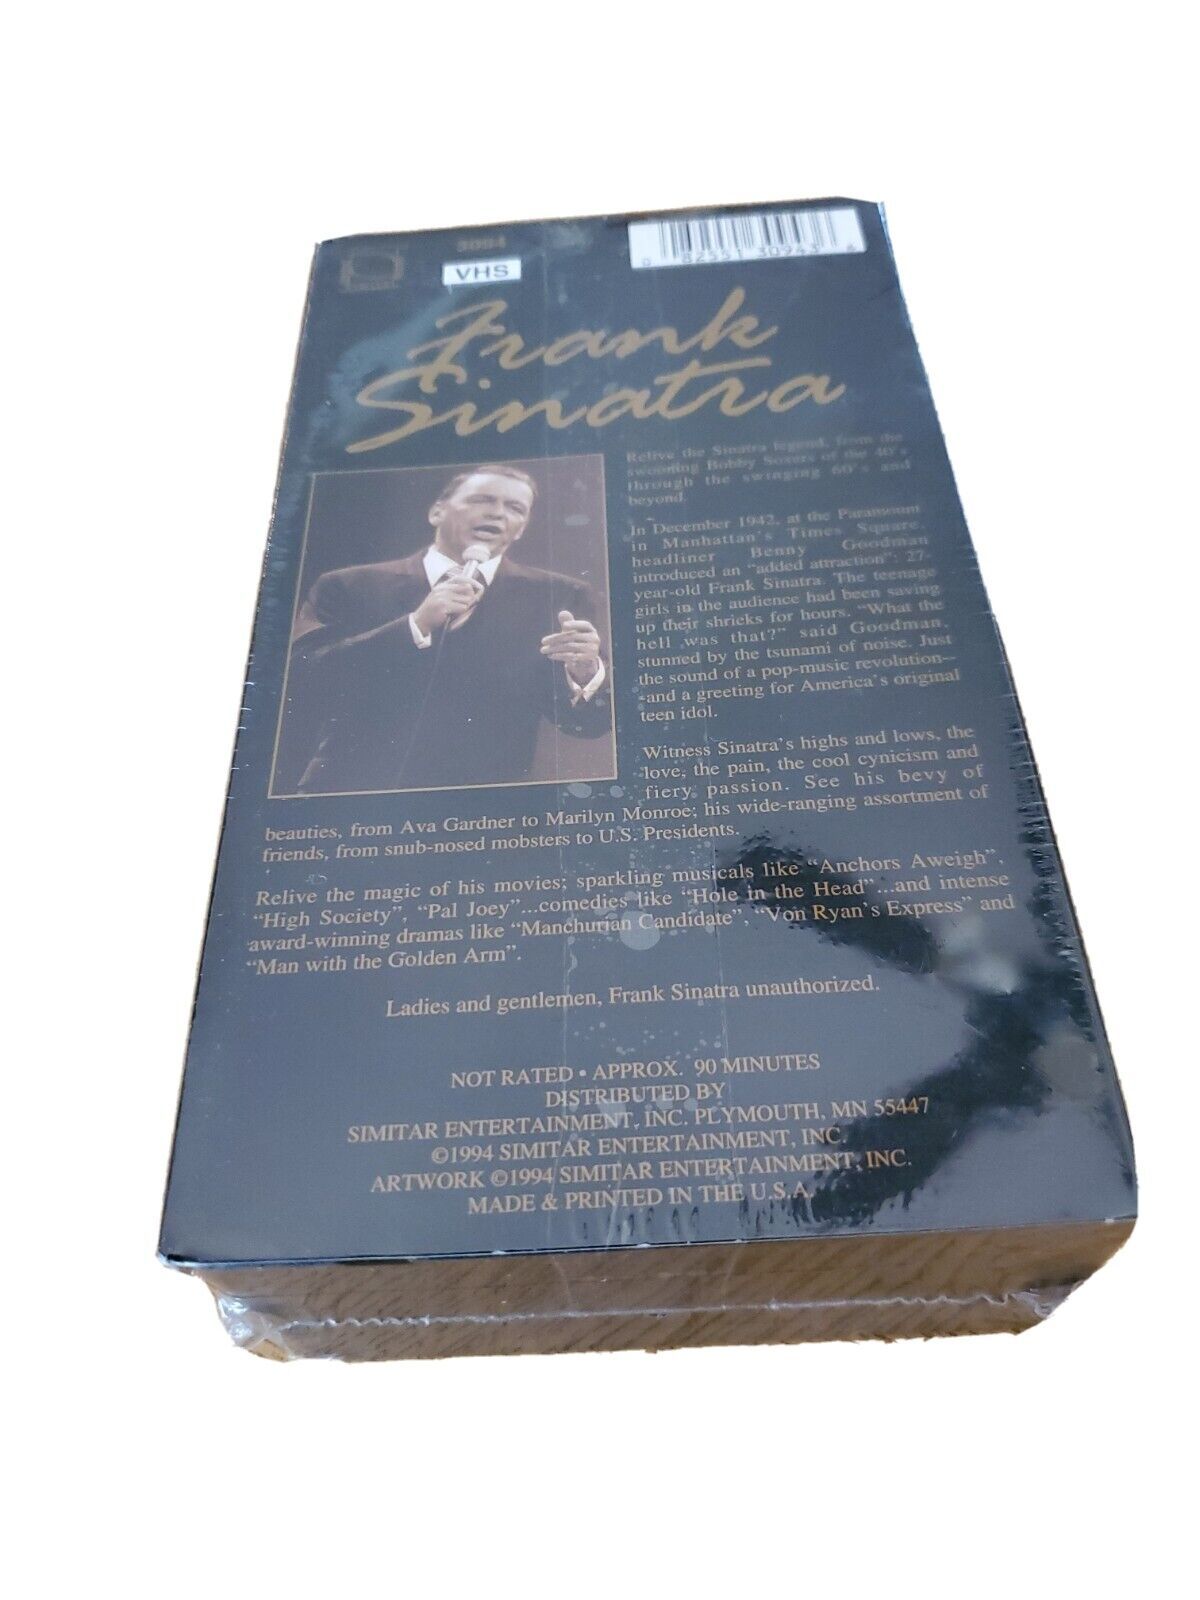 3094
VHS
0 82551 30943 6
Frank
Sinatra
Relive the Sinatra legend, from the
swooning Bobby Soxers of the 40's
through the swinging 60's and
beyond.
In December 1942, at the Paramount
in Manhattan's Times Square,
headliner Benny Goodman
introduced an "added attraction": 27-
year-old Frank Sinatra. The teenage
girls in the audience had been saving
up their shrieks for hours. "What the
hell was that?" said Goodman,
stunned by the tsunami of noise. Just
the sound of a pop-music revolution--
-and a greeting for America's original
teen idol.
Witness Sinatra's highs and lows, the
love, the pain, the cool cynicism and
fiery passion. See his bevy of
beauties, from Ava Gardner to Marilyn Monroe; his wide-ranging assortment of
friends, from snub-nosed mobsters to U.S. Presidents.
Relive the magic of his movies; sparkling musicals like "Anchors Aweigh",
"High Society", "Pal Joey"...comedies like "Hole in the Head"...and intense
award-winning dramas like "Manchurian Candidate", "Von Ryan's Express" and
"Man with the Golden Arm".
Ladies and gentlemen, Frank Sinatra unauthorized.
NOT RATED • APPROX. 90 MINUTES
DISTRIBUTED BY
SIMITAR ENTERTAINMENT, INC. PLYMOUTH, MN 55447
©1994 SIMITAR ENTERTAINMENT, INC.
ARTWORK ©1994 SIMITAR ENTERTAINMENT, INC.
MADE & PRINTED IN THE U.S.A.